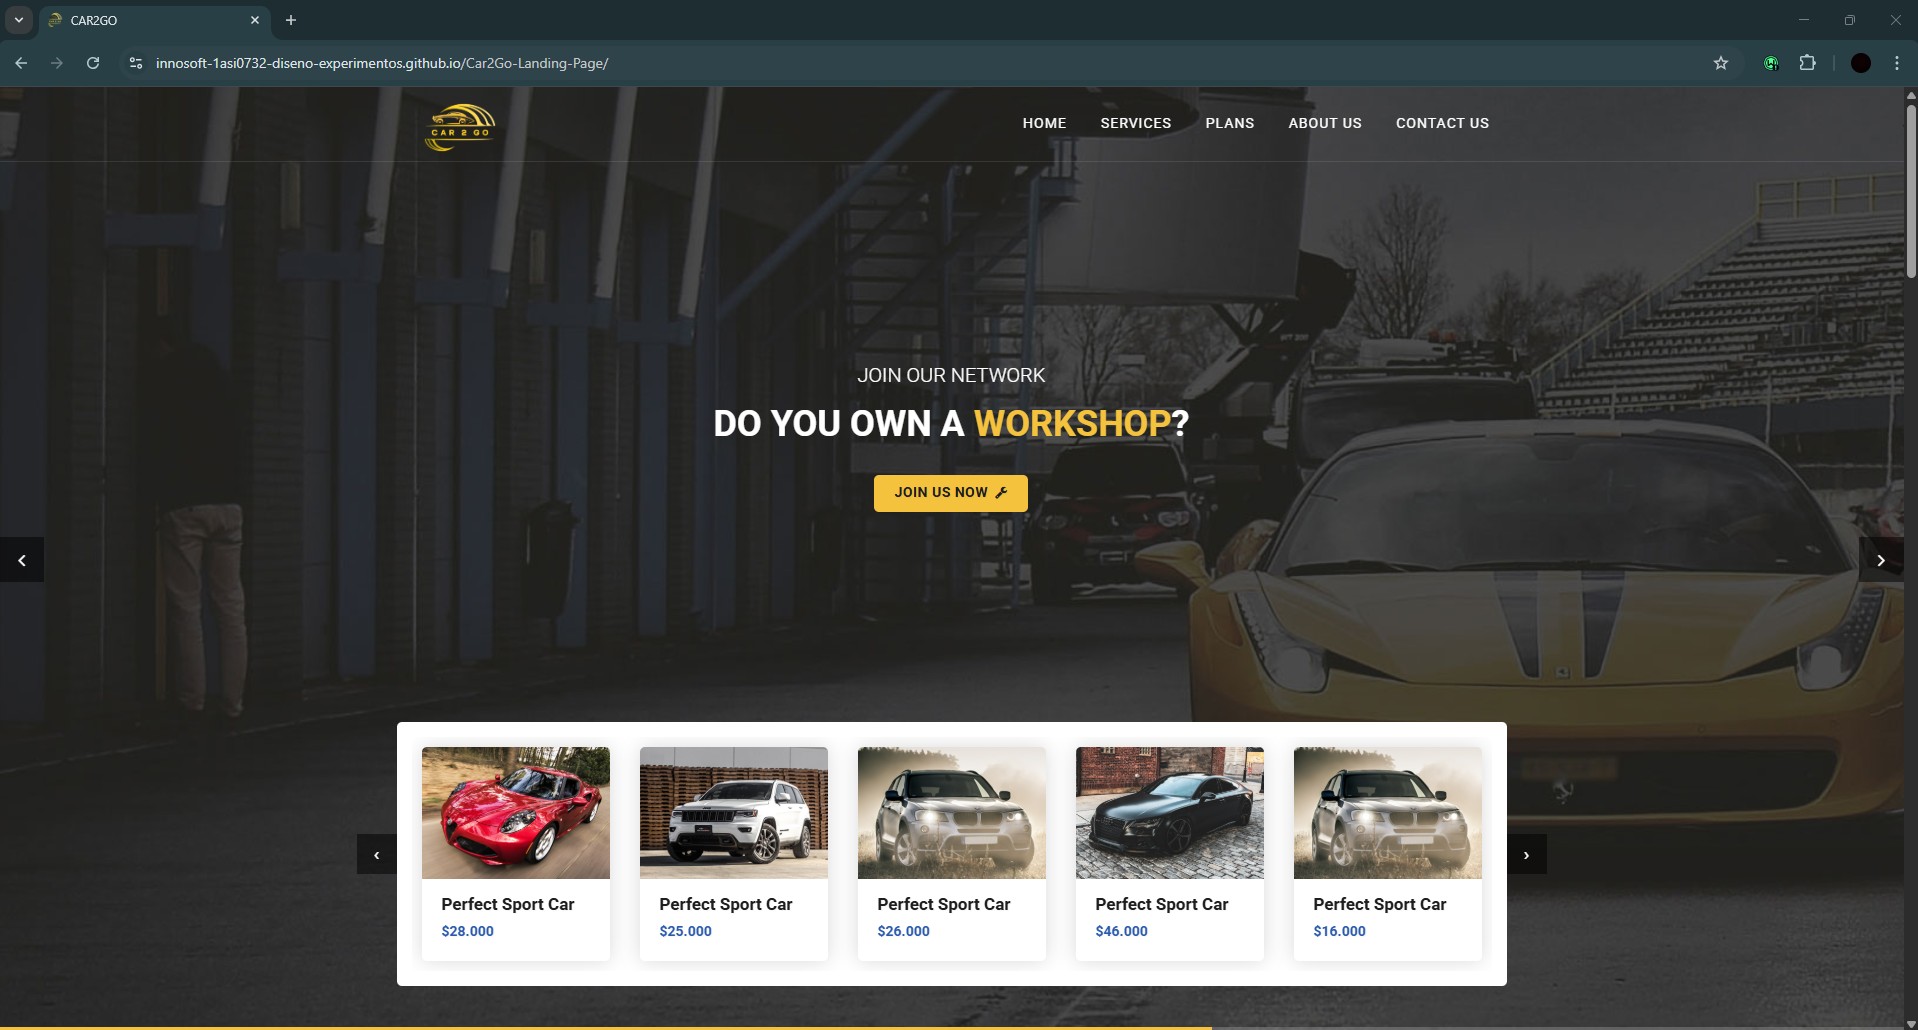 CAR2GO
innosoft-1asi0732-diseno-experimentos.github.io/Car2Go-Landing-Page/
CAR 2 GO
HOME SERVICES PLANS ABOUT US CONTACT US
JOIN OUR NETWORK
DO YOU OWN A WORKSHOP?
JOIN US NOW
Perfect Sport Car
$28.000
Perfect Sport Car
$25.000
Perfect Sport Car
$26.000
Perfect Sport Car
$46.000
Perfect Sport Car
$16.000